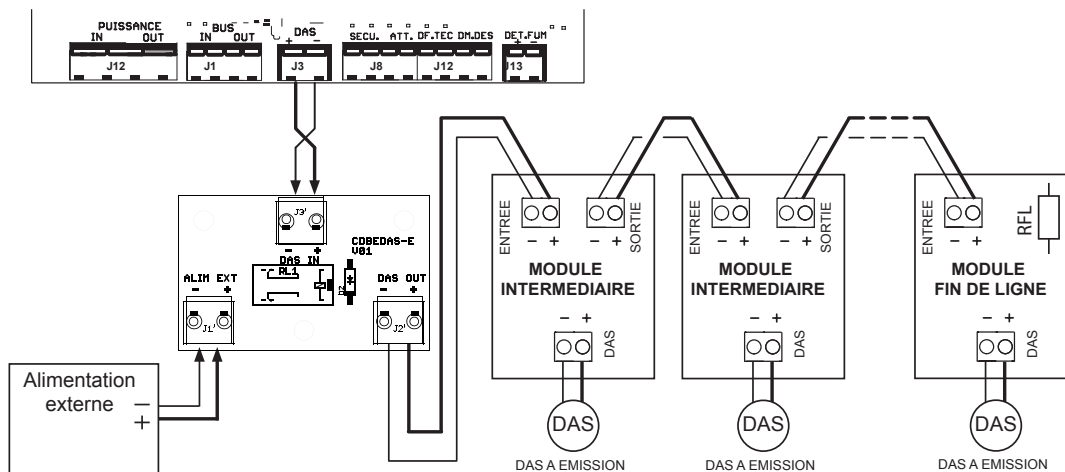 PUISSANCE
IN OUT
BUS
IN OUT
DAS
+ -
SECU. ATT. DF.TEC DM.DES
DET.FUM
+ -
J12
J1
J3
J8
J12
J13
J3'
- +
DAS IN
RL1
CDBEDAS-E
V01
ALIM EXT
- +
J1'
DAS OUT
- +
J2'
Alimentation
externe
-
+
ENTREE
- +
SORTIE
- +
MODULE
INTERMEDIAIRE
- +
DAS
DAS
DAS A EMISSION
ENTREE
- +
SORTIE
- +
MODULE
INTERMEDIAIRE
- +
DAS
DAS
DAS A EMISSION
ENTREE
- +
RFL
MODULE
FIN DE LIGNE
- +
DAS
DAS
DAS A EMISSION